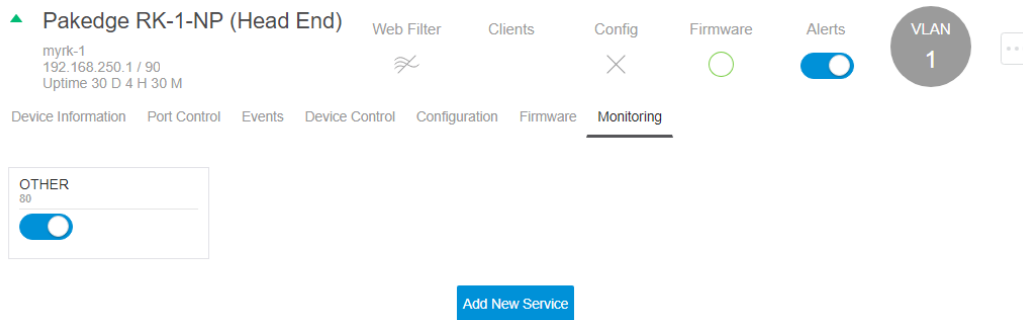 Pakedge RK-1-NP (Head End)
myrk-1
192.168.250.1 / 90
Uptime 30 D 4 H 30 M
Web Filter
Clients
Config
Firmware
Alerts
VLAN
1
Device Information Port Control Events Device Control Configuration Firmware Monitoring
OTHER
80
Add New Service